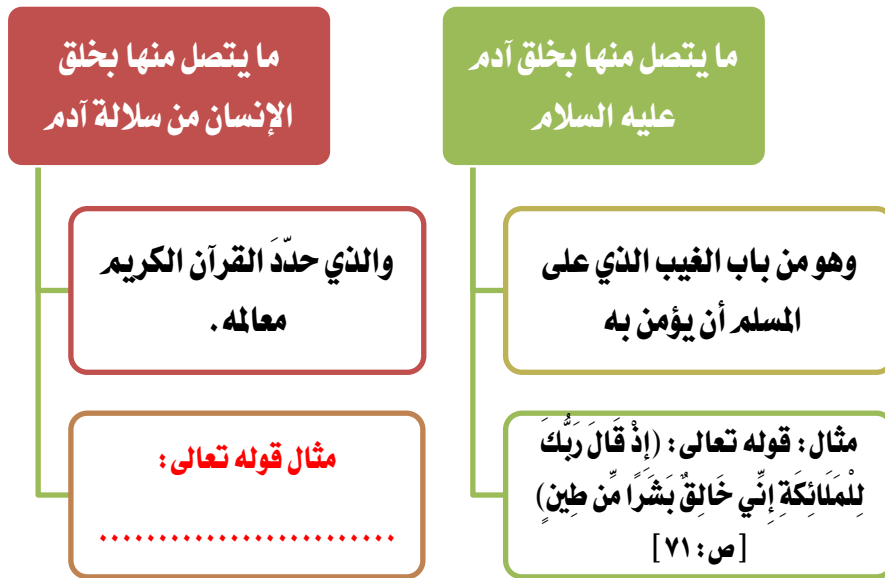 ما يتصل منها بخلق آدم
عليه السلام
وهو من باب الغيب الذي على
المسلم أن يؤمن به
مثال: قوله تعالى: (إِذْ قَالَ رَبُّكَ
لِلْمَلَائِكَةِ إِنِّي خَالِقٌ بَشَرًا مِّن طِينٍ)
[ص: ٧١]
ما يتصل منها بخلق
الإنسان من سلالة آدم
والذي حدّدَ القرآن الكريم
معالمه.
مثال قوله تعالى:
..........................